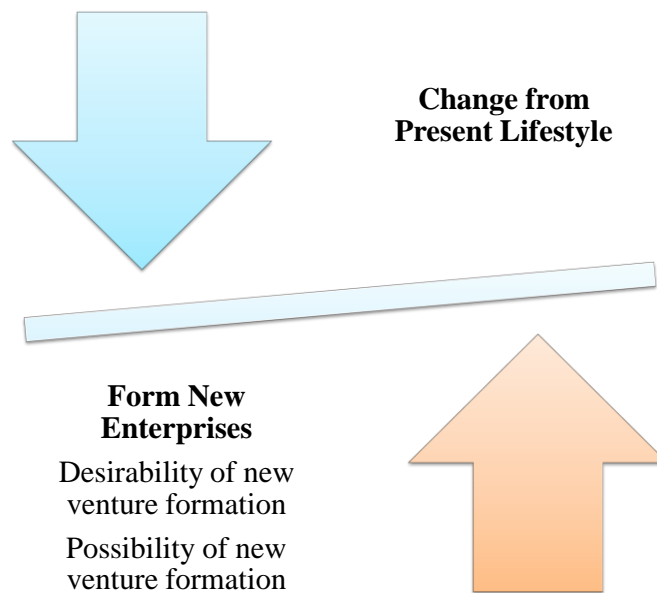 Change from
Present Lifestyle
Form New
Enterprises
Desirability of new
venture formation
Possibility of new
venture formation